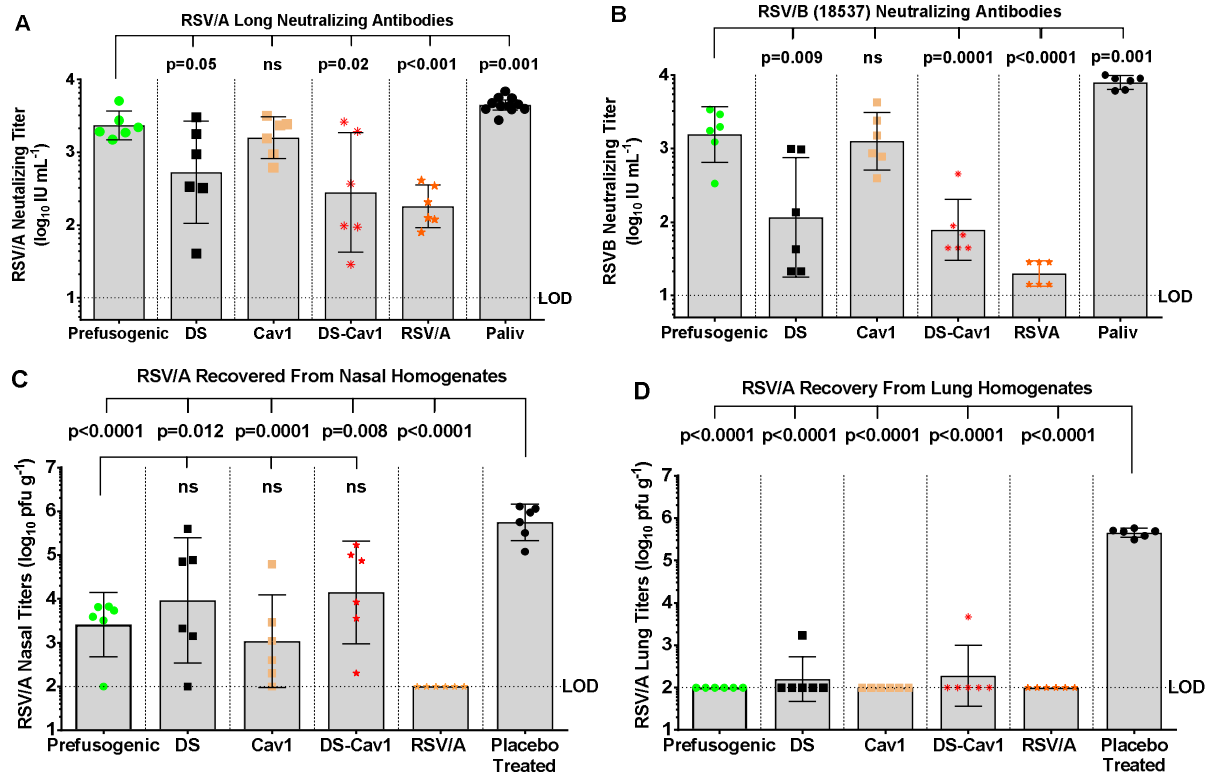 A
RSV/A Long Neutralizing Antibodies
p=0.05
ns
p=0.02
p<0.001
p=0.001
RSV/A Neutalizing Titer
(log10 IU mL-1)
4
3
2
1
LOD
Prefusogenic
DS
Cav1
DS-Cav1
RSV/A
Paliv
B
RSV/B (18537) Neutralizing Antibodies
p=0.009
ns
p=0.0001
p<0.0001
p=0.001
RSVB Neutralizing Titer
(log10 IU mL-1)
4
3
2
1
LOD
Prefusogenic
DS
Cav1
DS-Cav1
RSVA
Paliv
C
RSV/A Recovered From Nasal Homogenates
p<0.0001
p=0.012
p=0.0001
p=0.008
p<0.0001
ns
ns
ns
RSV/A Nasal Titers (log10 pfu g-1)
7
6
5
4
3
2
1
LOD
Prefusogenic
DS
Cav1
DS-Cav1
RSV/A
Placebo
Treated
D
RSV/A Recovery From Lung Homogenates
p<0.0001
p<0.0001
p<0.0001
p<0.0001
p<0.0001
RSV/A Lung Titers (log10 pfu g-1)
7
6
5
4
3
2
1
LOD
Prefusogenic
DS
Cav1
DS-Cav1
RSV/A
Placebo
Treated